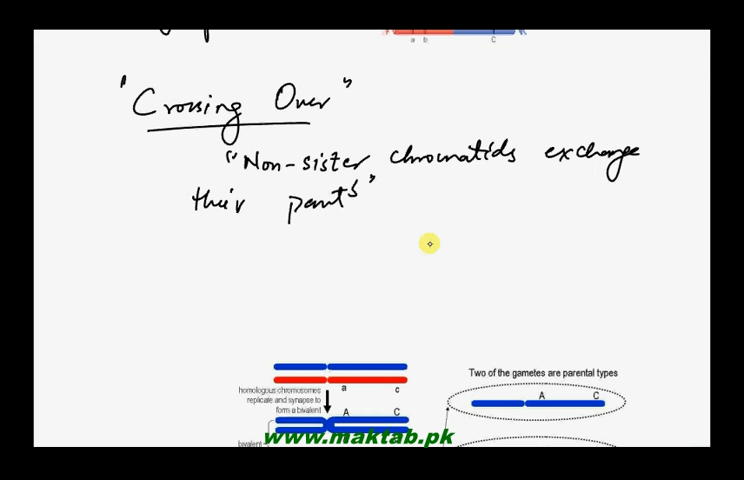 a b C
"Crossing Over"
"Non-sister chromatids exchange
their parts"
a c
homologous chromosomes
replicate and synapse to
form a bivalent
A C
bivalent
Two of the gametes are parental types
A C
www.maktab.pk